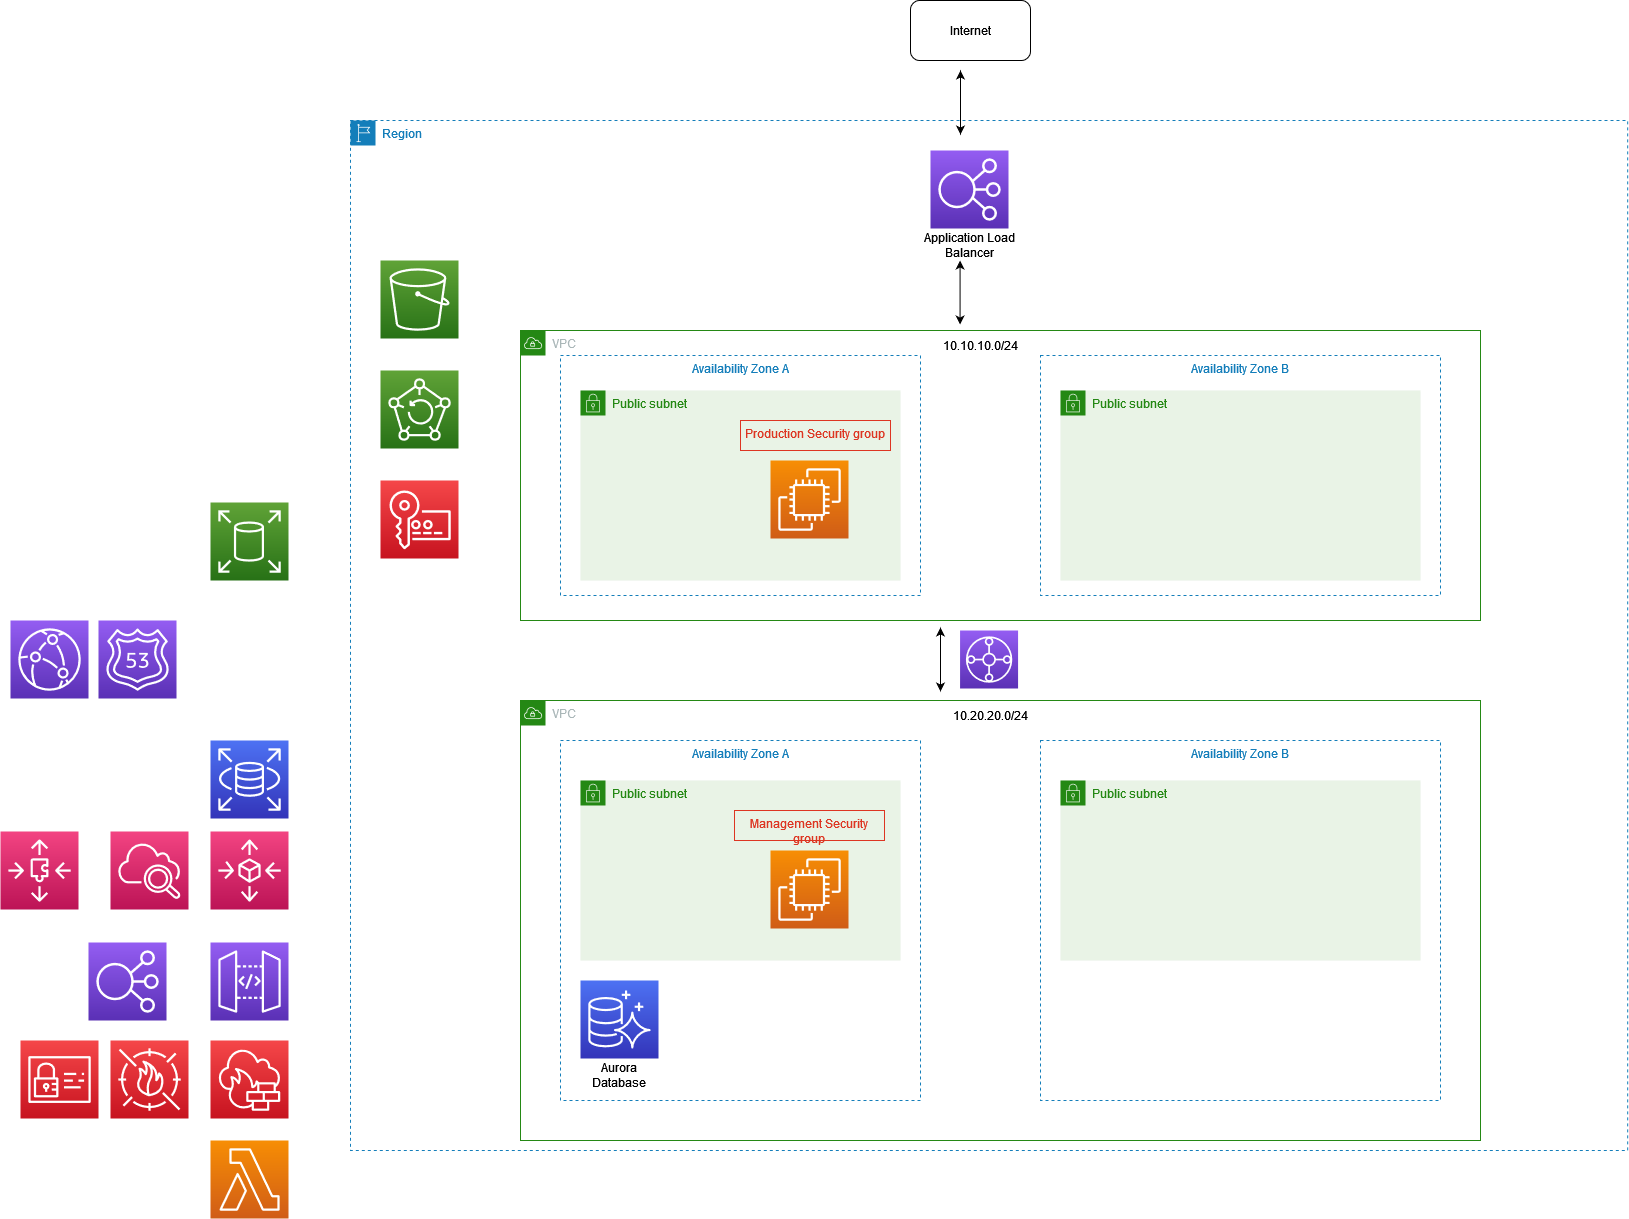 Internet
Region
Application Load
Balancer
VPC
10.10.10.0/24
Availability Zone A
Availability Zone B
Public subnet
Public subnet
Production Security group
53
VPC
10.20.20.0/24
Availability Zone A
Availability Zone B
Public subnet
Public subnet
Management Security
group
</>
Aurora
Database